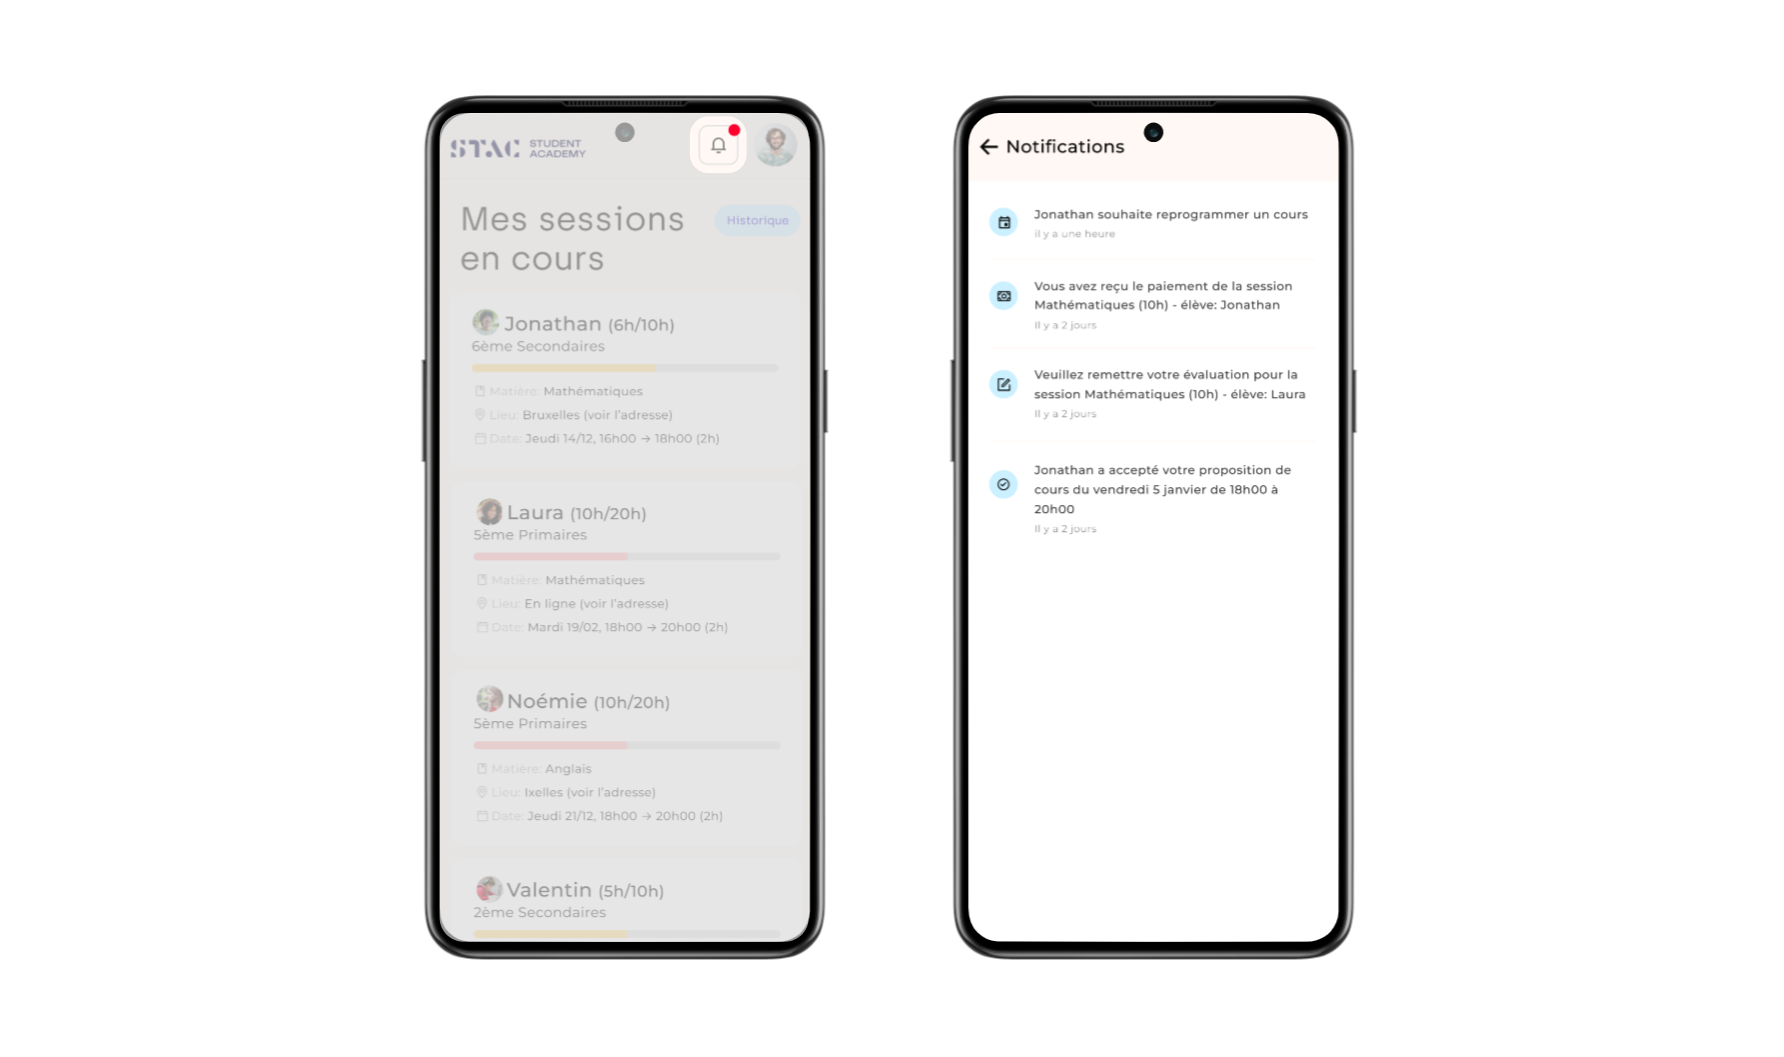 STAC STUDENT
ACADEMY
Mes sessions
en cours
Historique
Jonathan (6h/10h)
6ème Secondaires
Matière: Mathématiques
Lieu: Bruxelles (voir l'adresse)
Date: Jeudi 14/12, 16h00 → 18h00 (2h)
Laura (10h/20h)
5ème Primaires
Matière: Mathématiques
Lieu: En ligne (voir l'adresse)
Date: Mardi 19/02, 18h00 → 20h00 (2h)
Noémie (10h/20h)
5ème Primaires
Matière: Anglais
Lieu: Ixelles (voir l'adresse)
Date: Jeudi 21/12, 18h00 → 20h00 (2h)
Valentin (5h/10h)
2ème Secondaires
← Notifications
Jonathan souhaite reprogrammer un cours
il y a une heure
Vous avez reçu le paiement de la session
Mathématiques (10h) - élève: Jonathan
Il y a 2 jours
Veuillez remettre votre évaluation pour la
session Mathématiques (10h) - élève: Laura
Il y a 2 jours
Jonathan a accepté votre proposition de
cours du vendredi 5 janvier de 18h00 à
20h00
Il y a 2 jours